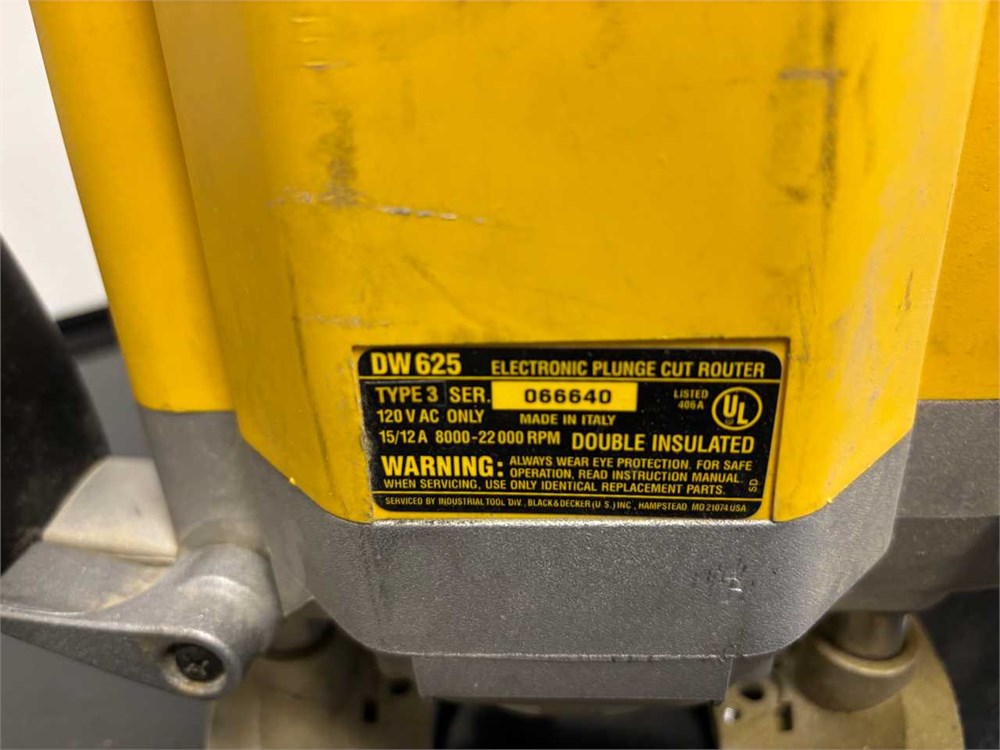 DW 625 ELECTRONIC PLUNGE CUT ROUTER
TYPE 3 SER. 066640
LISTED
406A
UL
120 V AC ONLY MADE IN ITALY
15/12 A 8000-22 000 RPM DOUBLE INSULATED
WARNING: ALWAYS WEAR EYE PROTECTION. FOR SAFE
OPERATION, READ INSTRUCTION MANUAL.
WHEN SERVICING, USE ONLY IDENTICAL REPLACEMENT PARTS.
SD
SERVICED BY INDUSTRIAL TOOL DIV., BLACK & DECKER (U.S.) INC., HAMPSTEAD, MD 21074 USA